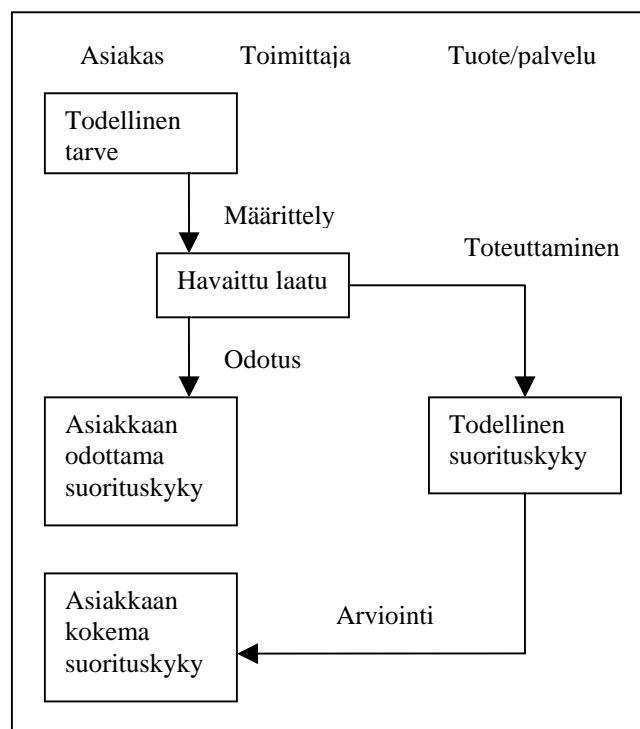 Asiakas Toimittaja Tuote/palvelu
Todellinen
tarve
Määrittely
Toteuttaminen
Havaittu laatu
Odotus
Asiakkaan
odottama
suorituskyky
Todellinen
suorituskyky
Asiakkaan
kokema
suorituskyky
Arviointi